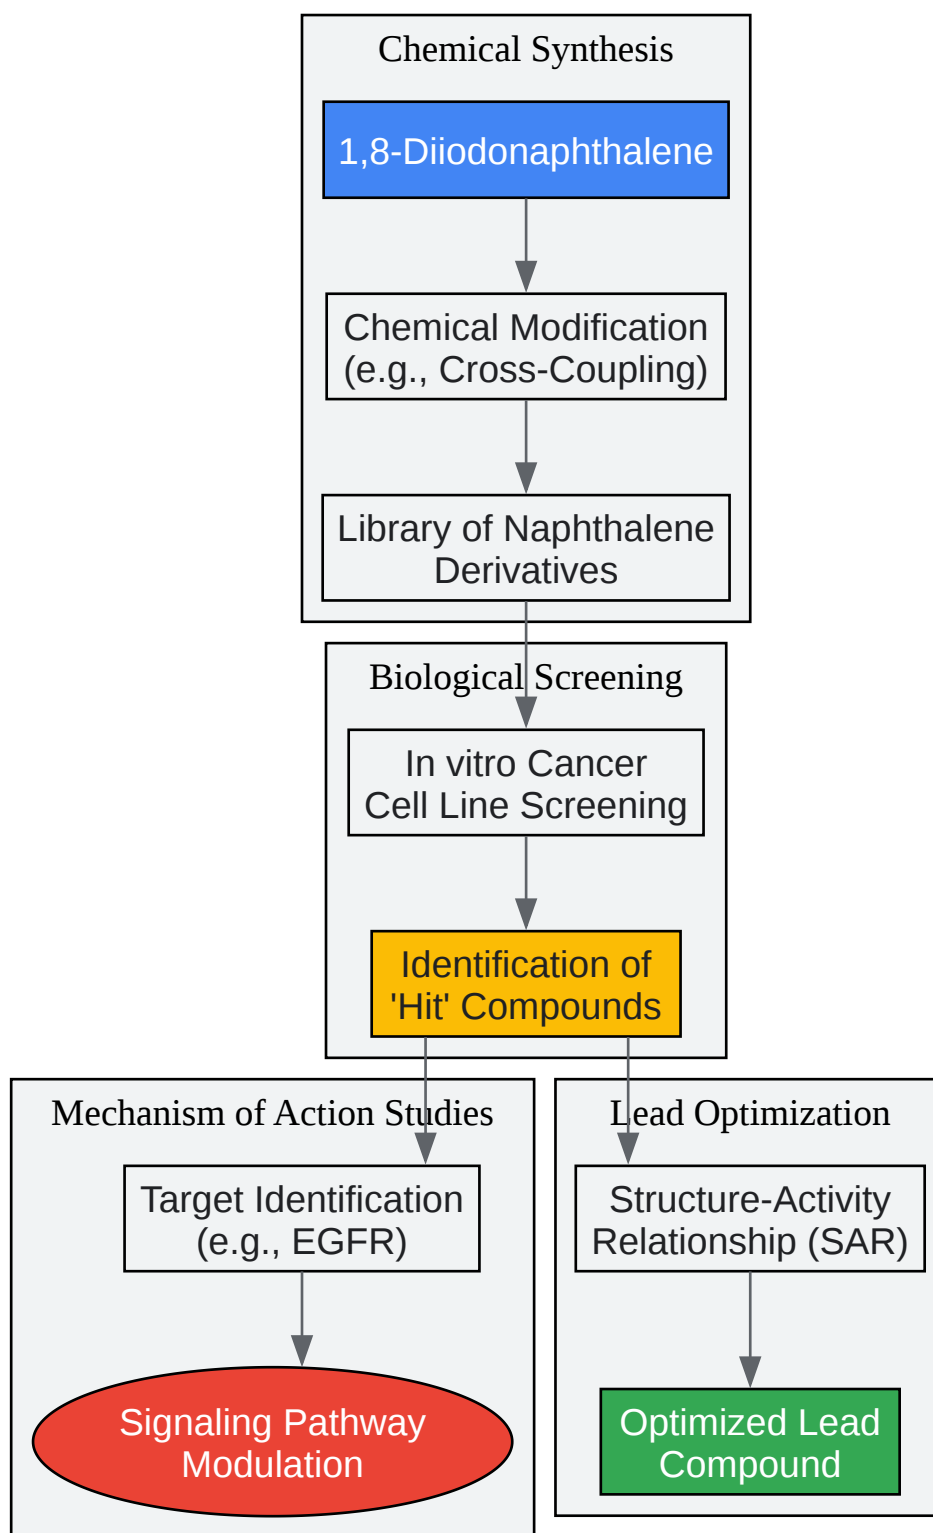 Chemical Synthesis
1,8-Diiodonaphthalene
Chemical Modification
(e.g., Cross-Coupling)
Library of Naphthalene
Derivatives
Biological Screening
In vitro Cancer
Cell Line Screening
Identification of
'Hit' Compounds
Mechanism of Action Studies
Target Identification
(e.g., EGFR)
Signaling Pathway
Modulation
Lead Optimization
Structure-Activity
Relationship (SAR)
Optimized Lead
Compound